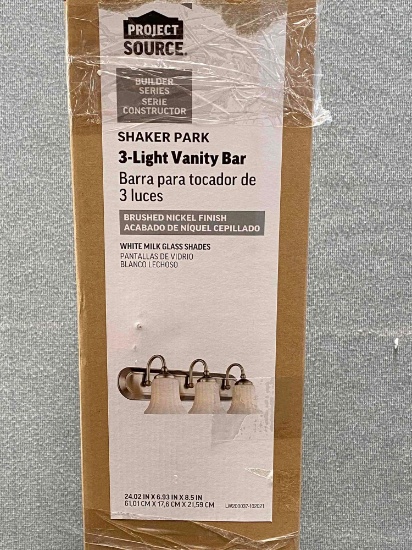 PROJECT
SOURCE.
BUILDER
SERIES
SERIE
CONSTRUCTOR
SHAKER PARK
3-Light Vanity Bar
Barra para tocador de
3 luces
BRUSHED NICKEL FINISH
ACABADO DE NÍQUEL CEPILLADO
WHITE MILK GLASS SHADES
PANTALLAS DE VIDRIO
BLANCO LECHOSO
24.02 IN X 6.93 IN X 8.5 IN
61,01 CM X 17,6 CM X 21,59 CM